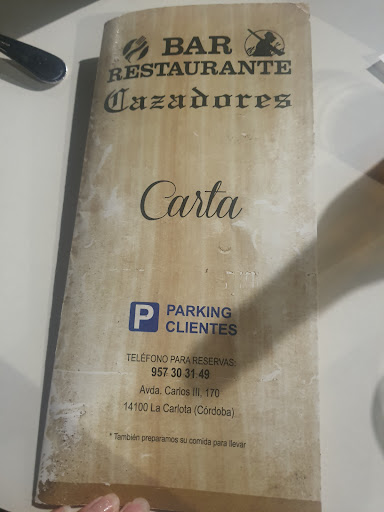 BAR
RESTAURANTE
Cazadores
Carta
P PARKING
CLIENTES
TELÉFONO PARA RESERVAS:
957 30 31 49
Avda. Carlos III, 170
14100 La Carlota (Córdoba)
* También preparamos su comida para llevar